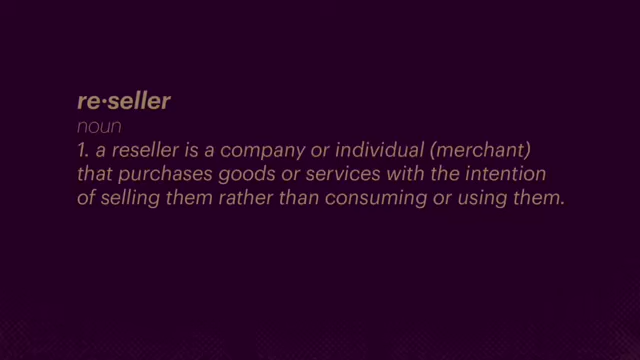 re·seller
noun
1. a reseller is a company or individual (merchant)
that purchases goods or services with the intention
of selling them rather than consuming or using them.